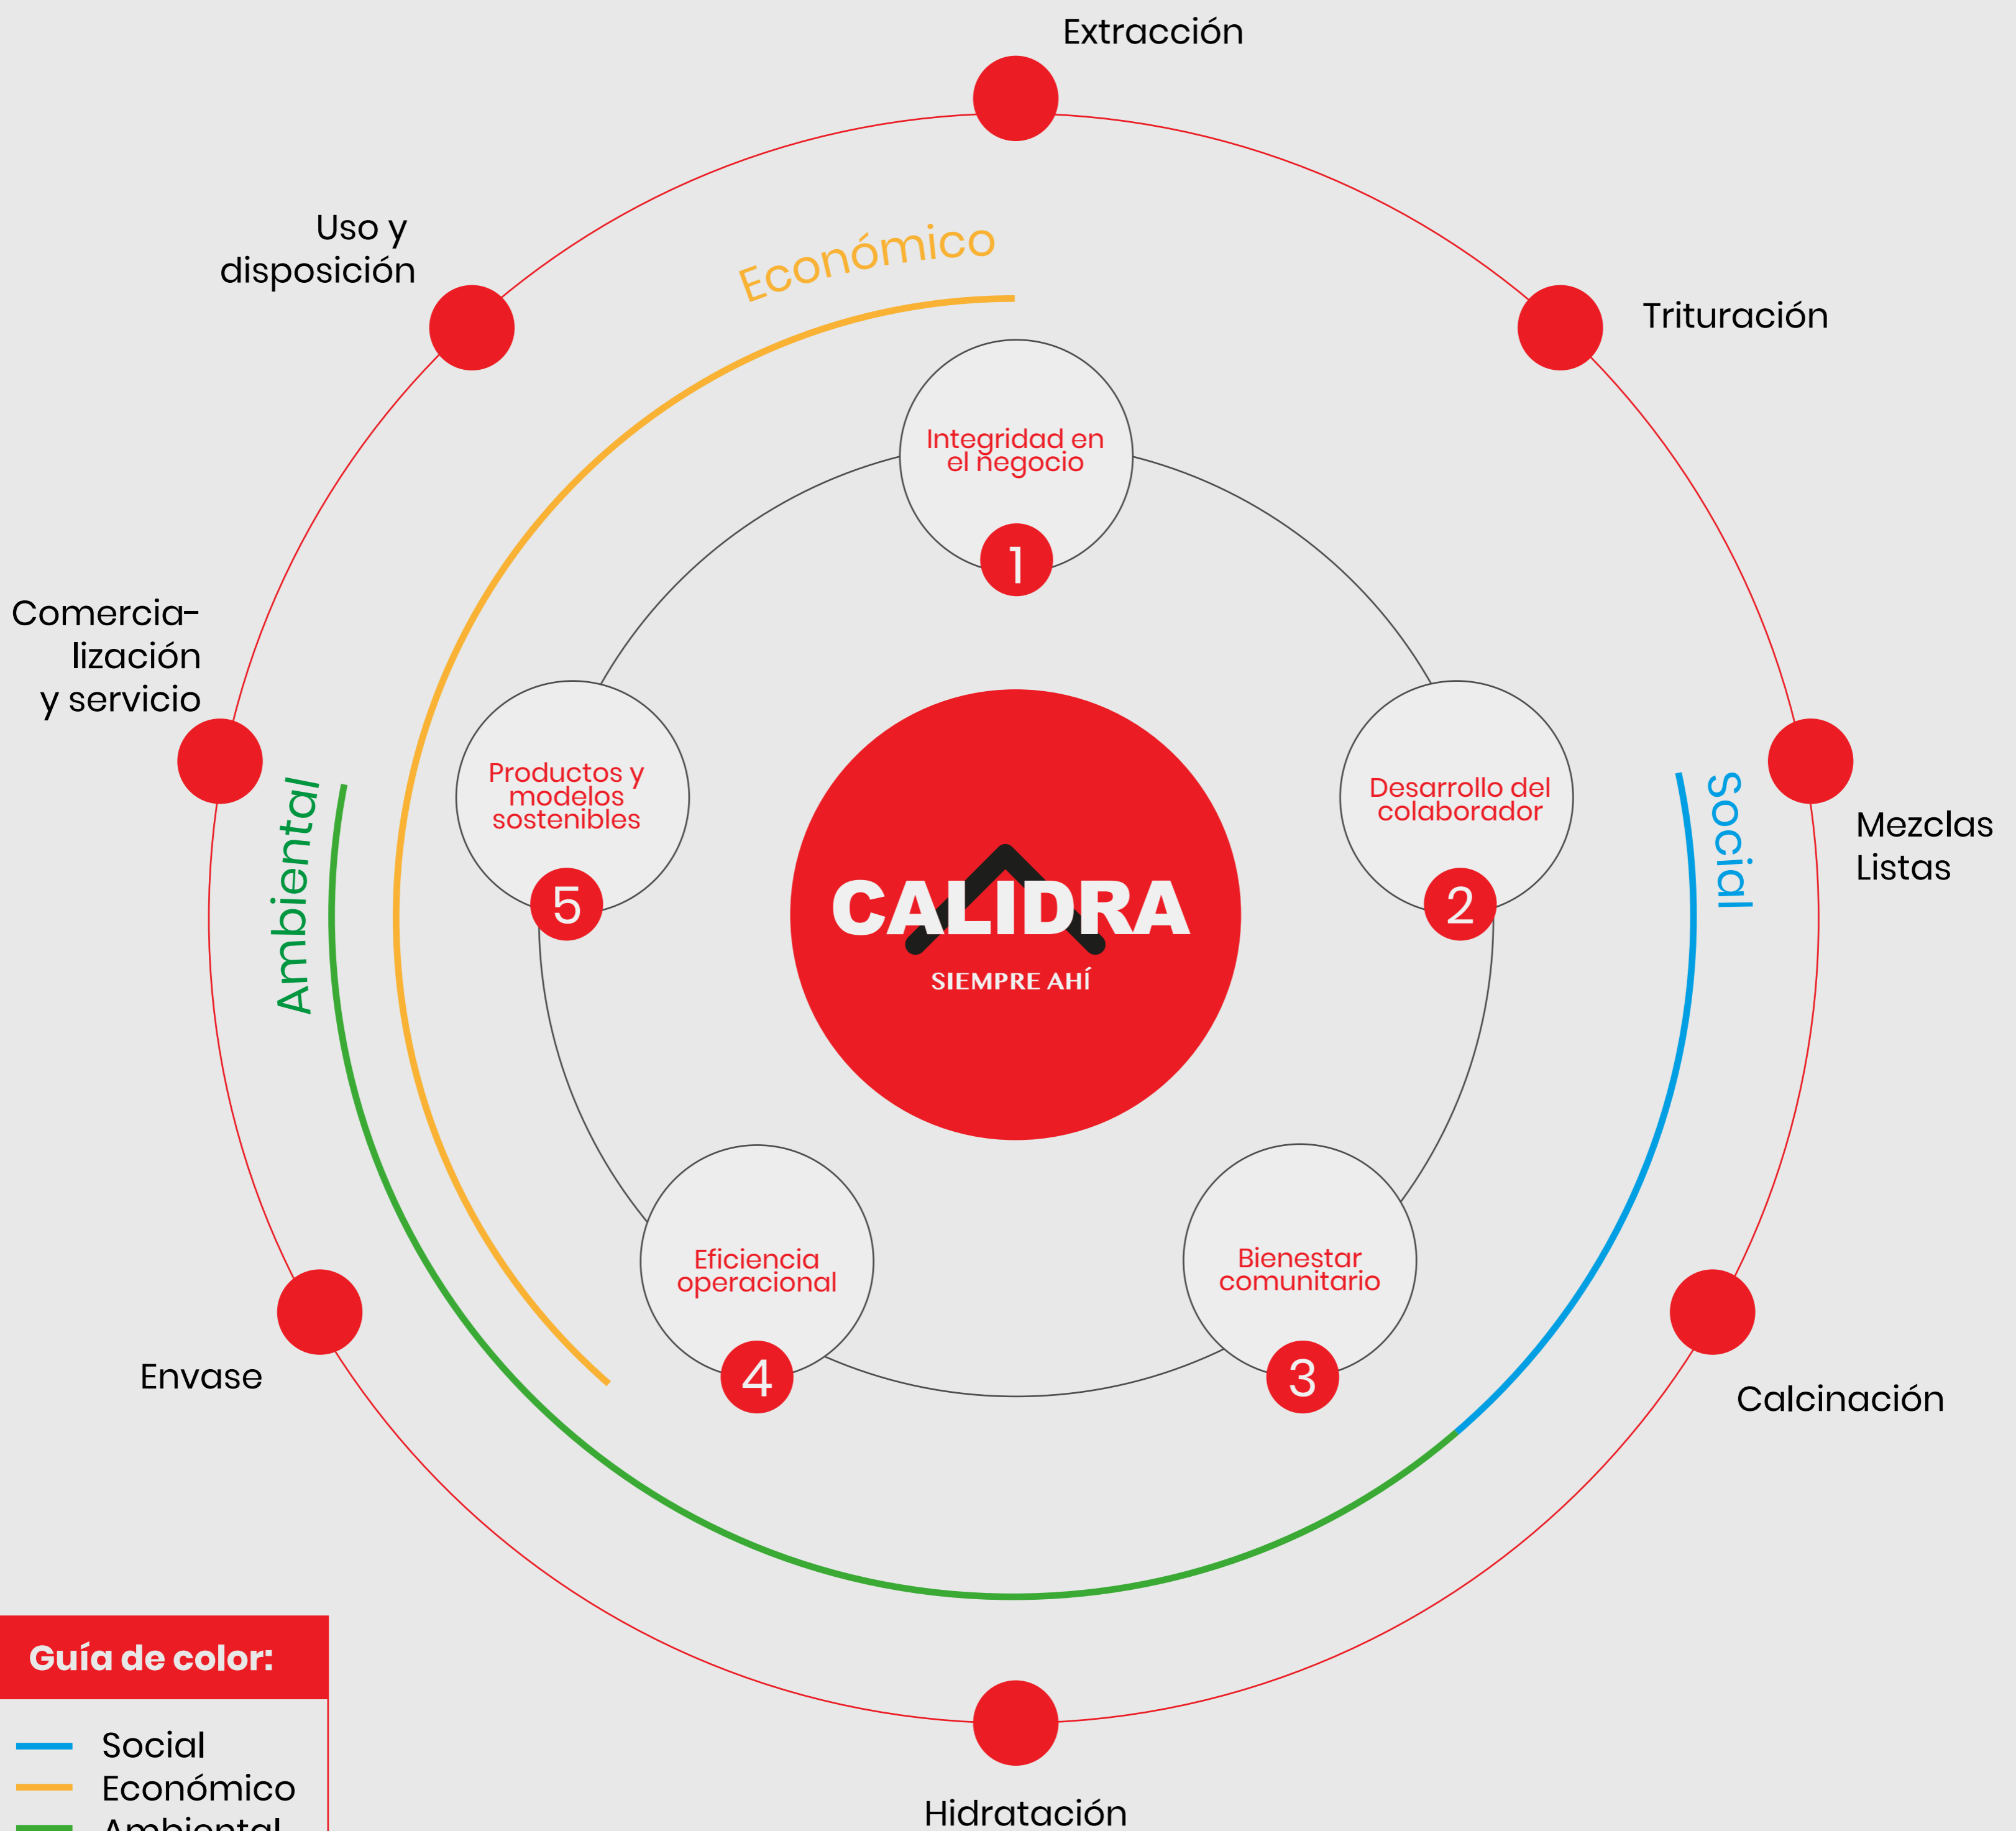 Extracción
Uso y
disposición
Económico
Trituración
Integridad en
el negocio
1
Comercia-
lización
y servicio
Ambiental
Productos y
modelos
sostenibles
5
Desarrollo del
colaborador
2
Social
Mezclas
Listas
CALIDRA
SIEMPRE AHÍ
Eficiencia
operacional
4
Bienestar
comunitario
3
Envase
Calcinación
Guía de color:
Social
Económico
Ambiental
Hidratación